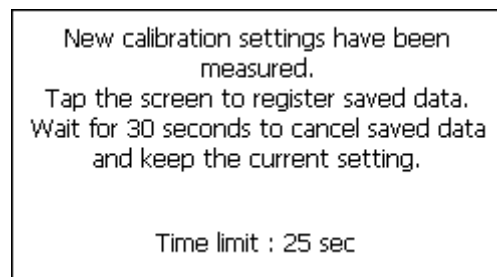 New calibration settings have been
measured.
Tap the screen to register saved data.
Wait for 30 seconds to cancel saved data
and keep the current setting.
Time limit : 25 sec